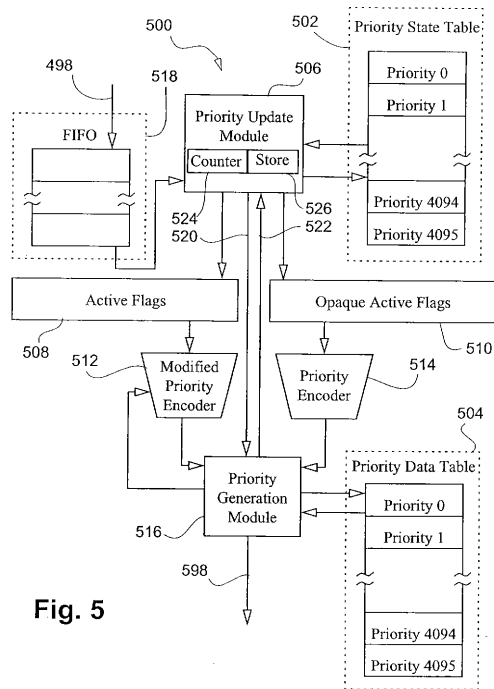 500
502
Priority State Table
498
518
506
FIFO
Priority Update
Module
Counter
Store
524
520
526
522
Priority 0
Priority 1
Priority 4094
Priority 4095
Active Flags
508
Opaque Active Flags
510
512
Modified
Priority
Encoder
Priority
Encoder
514
504
Priority Data Table
Priority
Generation
Module
516
598
Priority 0
Priority 1
Priority 4094
Priority 4095
Fig. 5